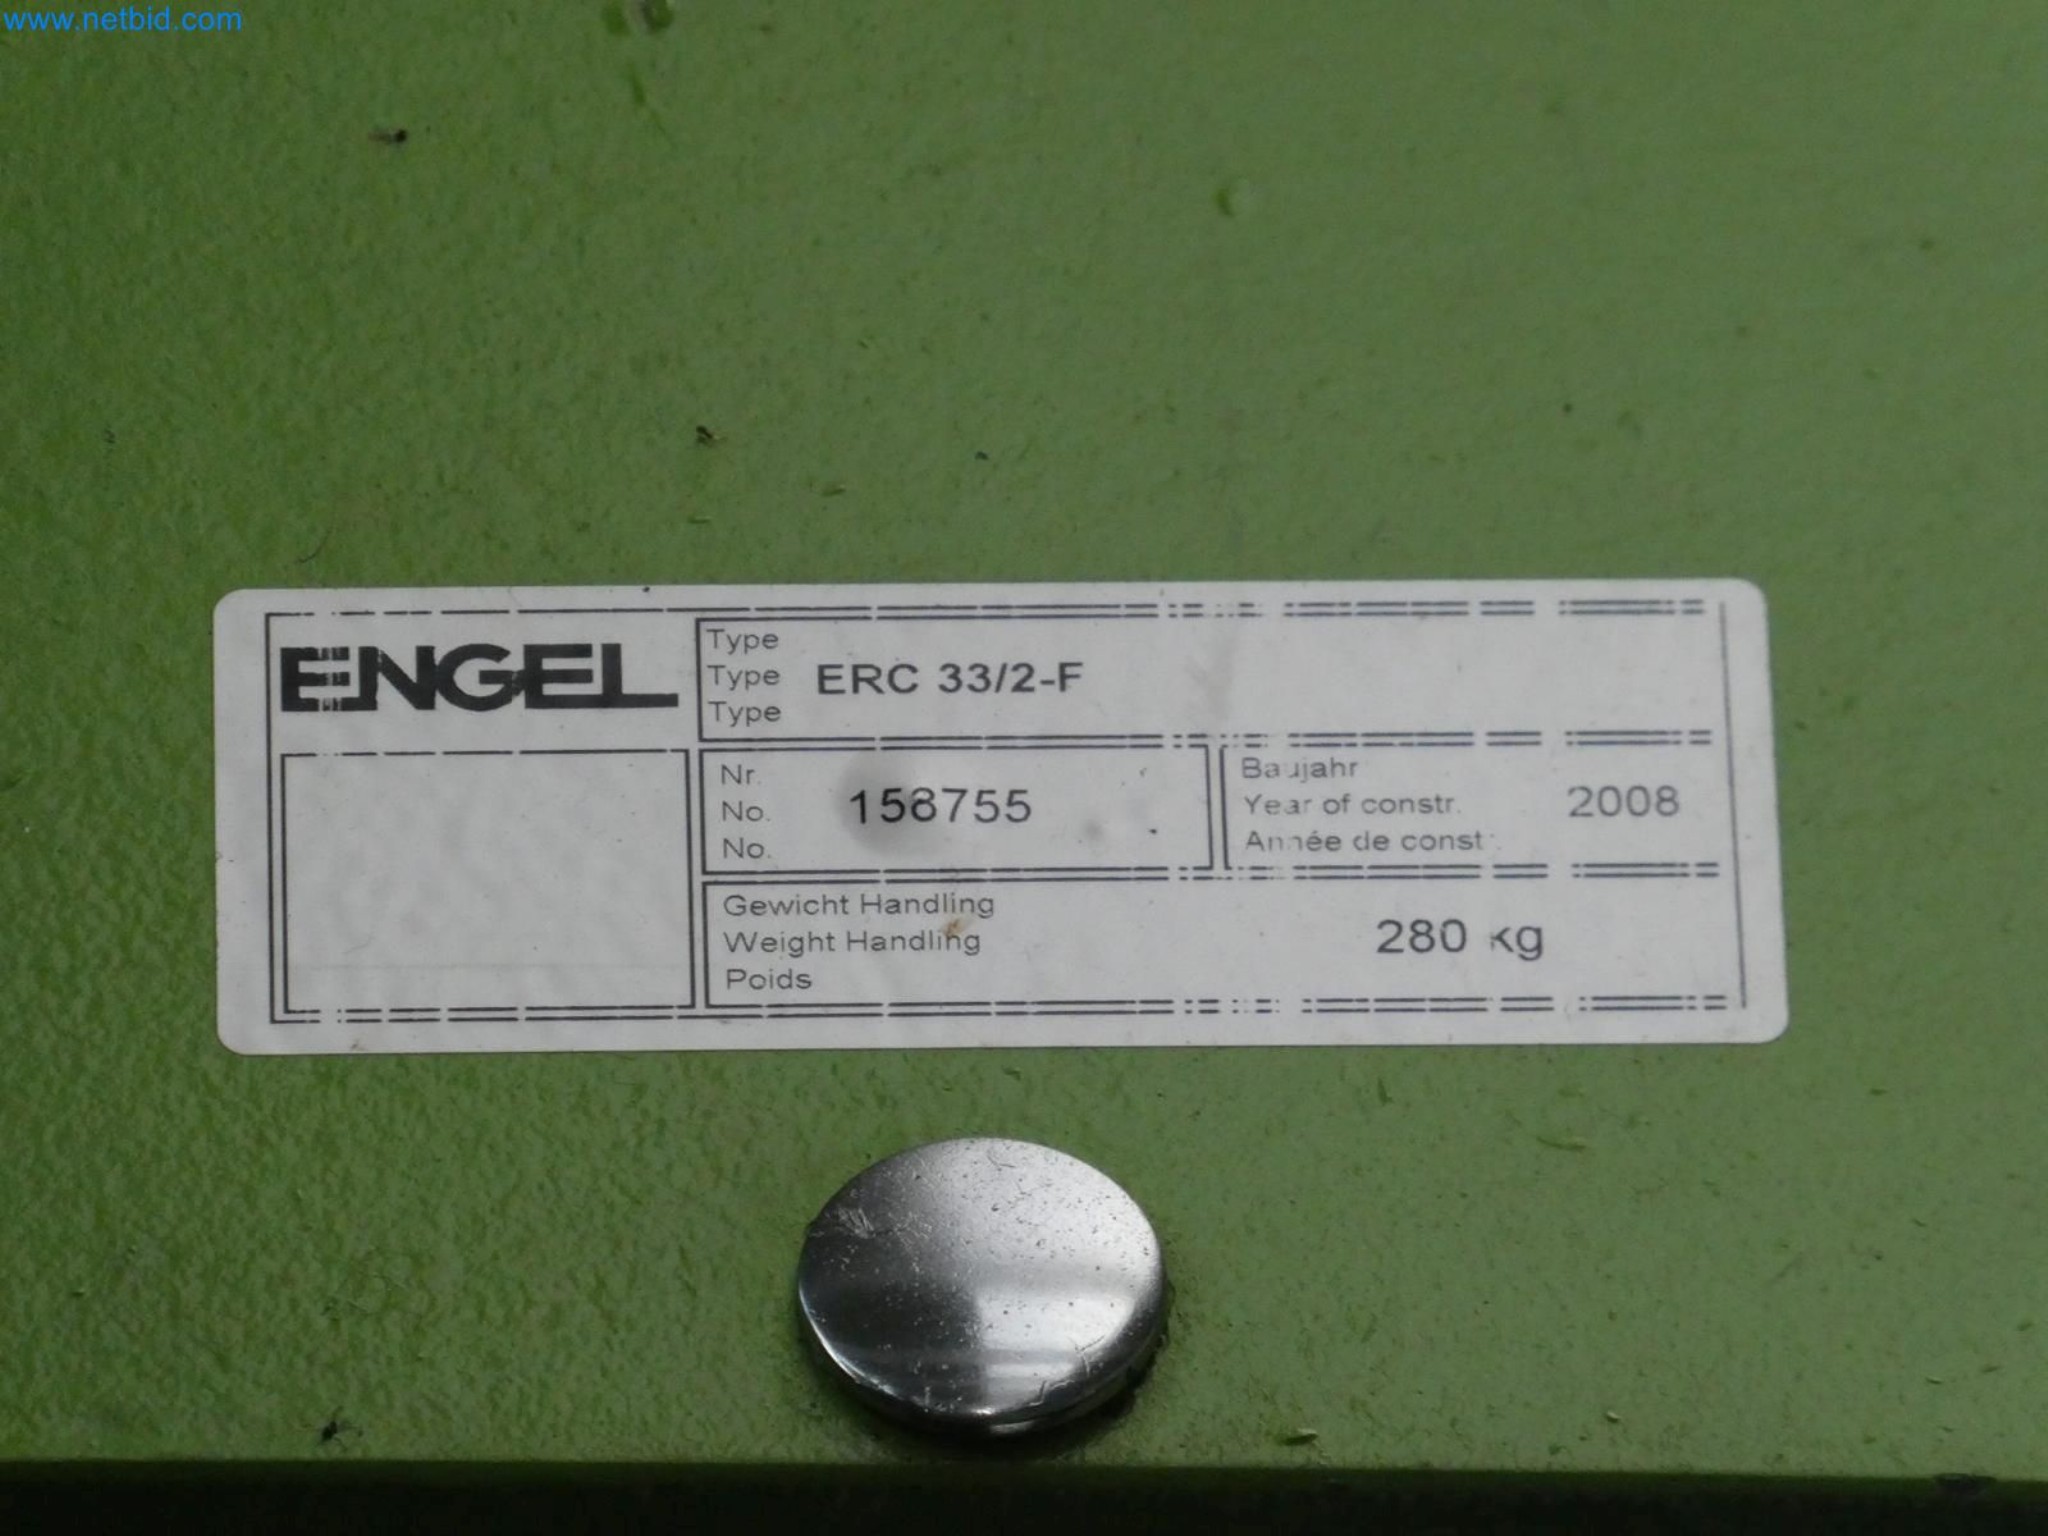 www.netbid.com
ENGEL
Type
Type ERC 33/2-F
Type
Nr.
No. 158755
No.
Baujahr
Year of constr. 2008
Année de constr.
Gewicht Handling
Weight Handling 280 kg
Poids